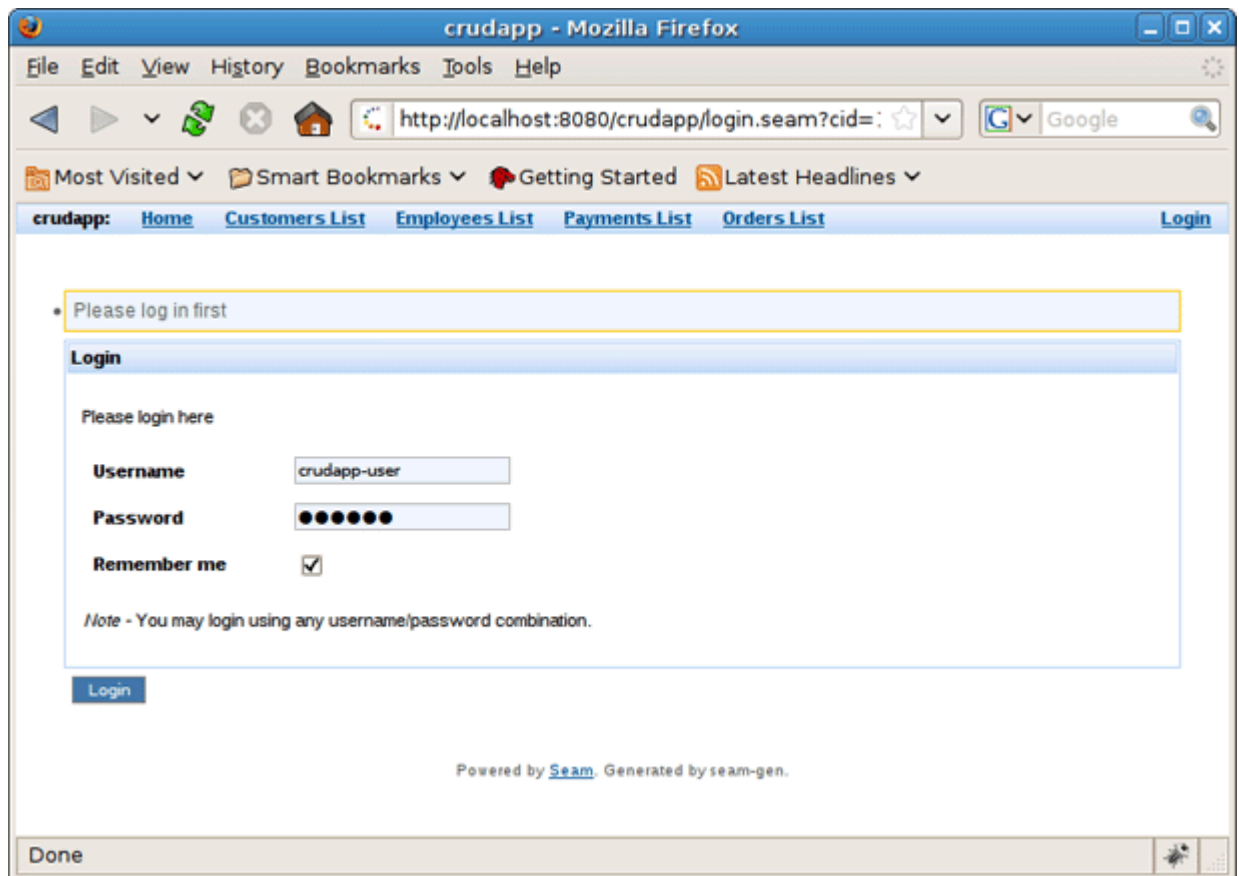 crudapp - Mozilla Firefox
File Edit View History Bookmarks Tools Help
http://localhost:8080/crudapp/login.seam?cid= Google
Most Visited Smart Bookmarks Getting Started Latest Headlines
crudapp: Home Customers List Employees List Payments List Orders List Login
Please log in first
Login
Please login here
Username crudapp-user
Password ●●●●●●
Remember me
Note - You may login using any username/password combination.
Login
Powered by Seam. Generated by seam-gen.
Done